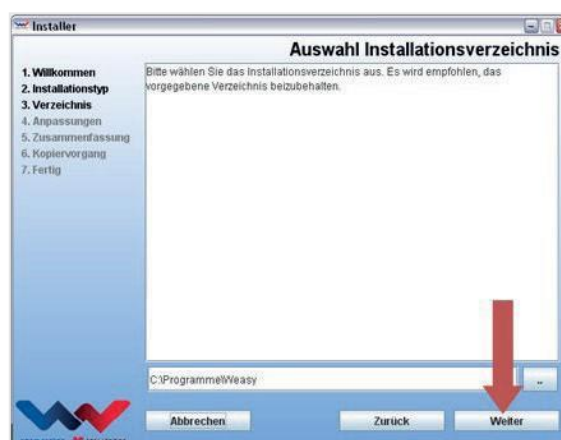 Installer
Auswahl Installationsverzeichnis
1. Willkommen
2. Installationstyp
3. Verzeichnis
4. Anpassungen
5. Zusammenfassung
6. Kopiervorgang
7. Fertig
Bitte wählen Sie das Installationsverzeichnis aus. Es wird empfohlen, das
vorgegebene Verzeichnis beizubehalten.
C:\Programme\Weasy
..
Abbrechen
Zurück
Weiter